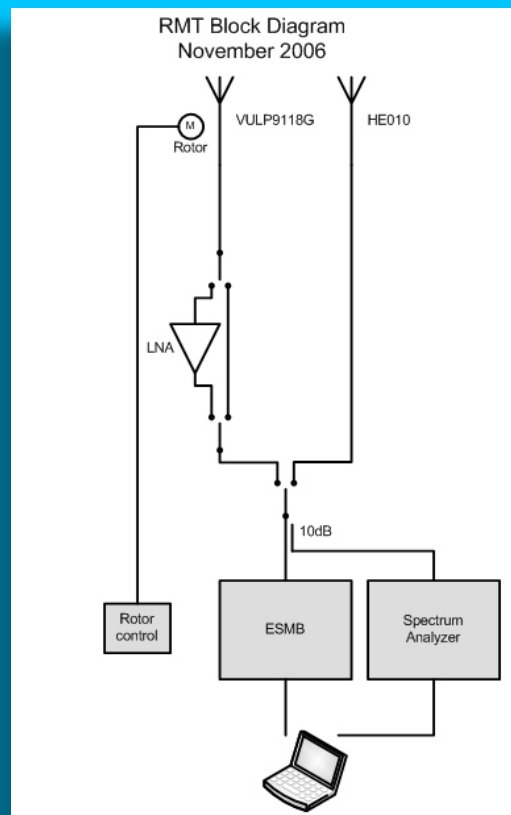 RMT Block Diagram
November 2006
VULP9118G
HE010
M
Rotor
LNA
10dB
Rotor
control
ESMB
Spectrum
Analyzer